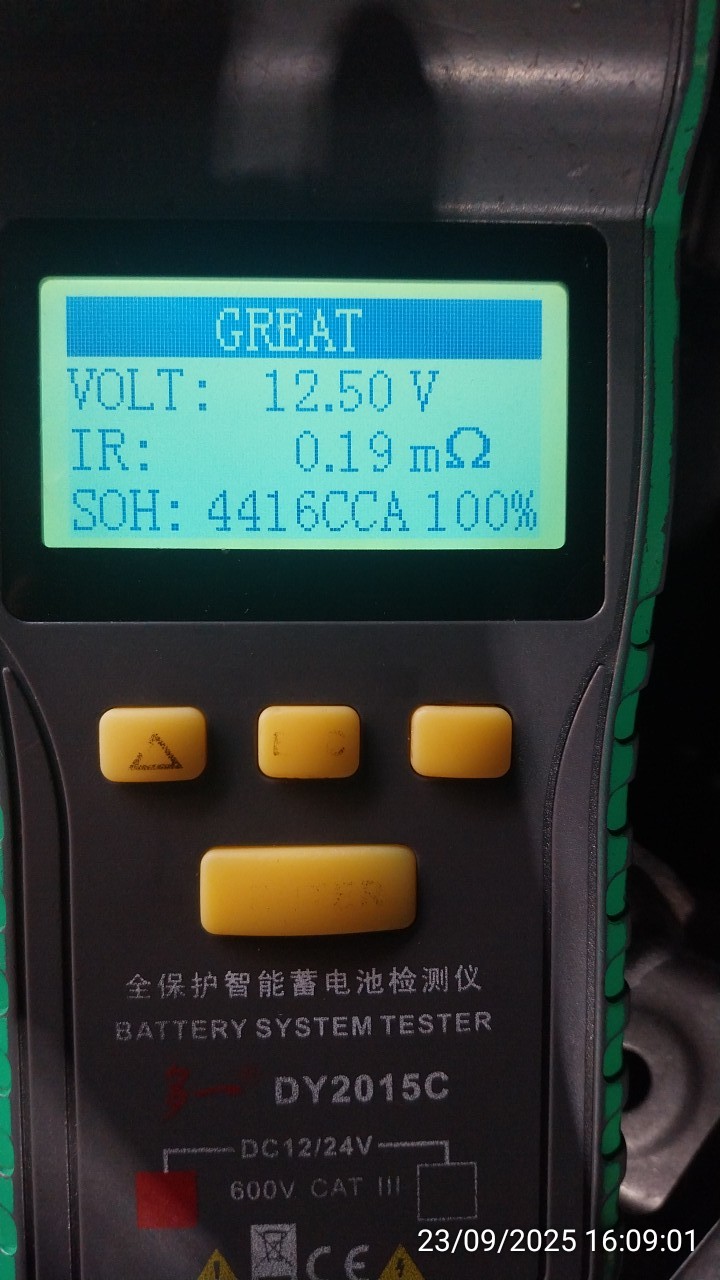 GREAT
VOLT: 12.50 V
IR: 0.19 mΩ
SOH: 4416CCA 100%
全保护智能蓄电池检测仪
BATTERY SYSTEM TESTER
DY2015C
DC12/24V
600V CAT III
CE
23/09/2025 16:09:01